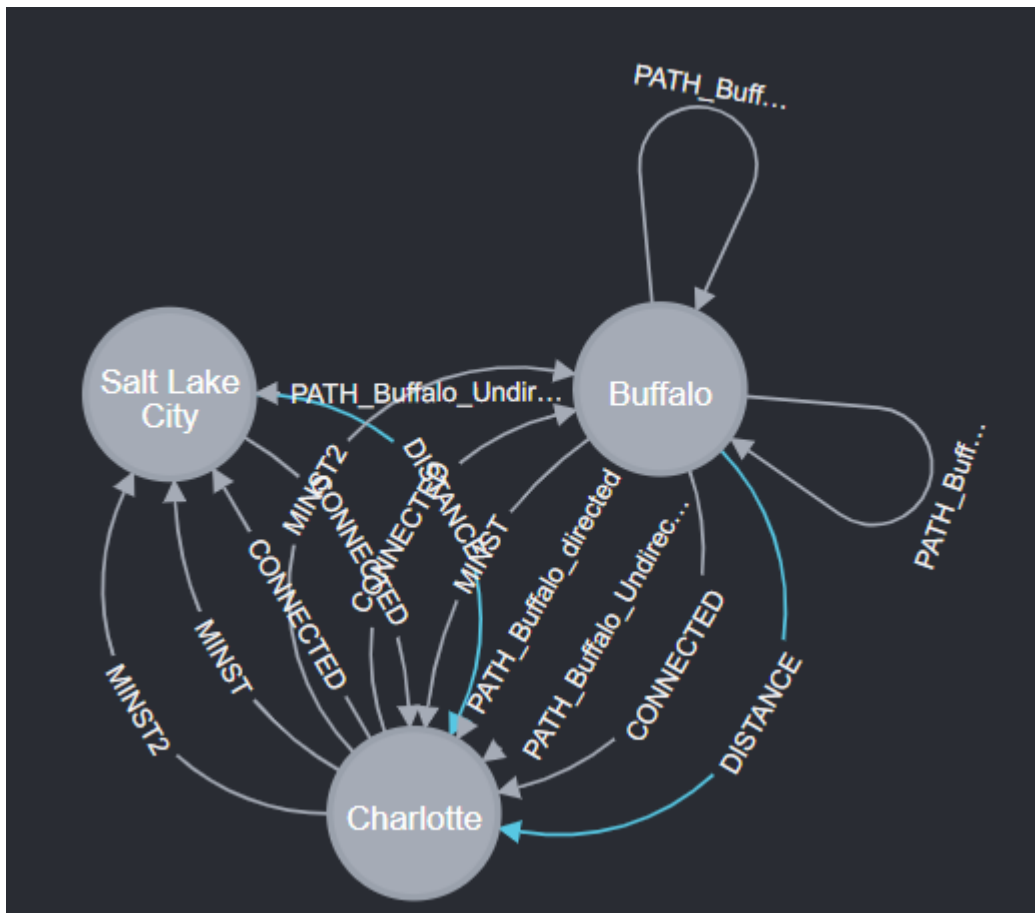 PATH_Buff...
Salt Lake
City
PATH_Buffalo_Undir...
Buffalo
MINST2
DISTANCE
CONNECTED
CONNECTED
MINST
PATH_Buffalo_directed
PATH_Buffalo_Undirec...
CONNECTED
DISTANCE
PATH_Buff...
CONNECTED
MINST
MINST2
Charlotte